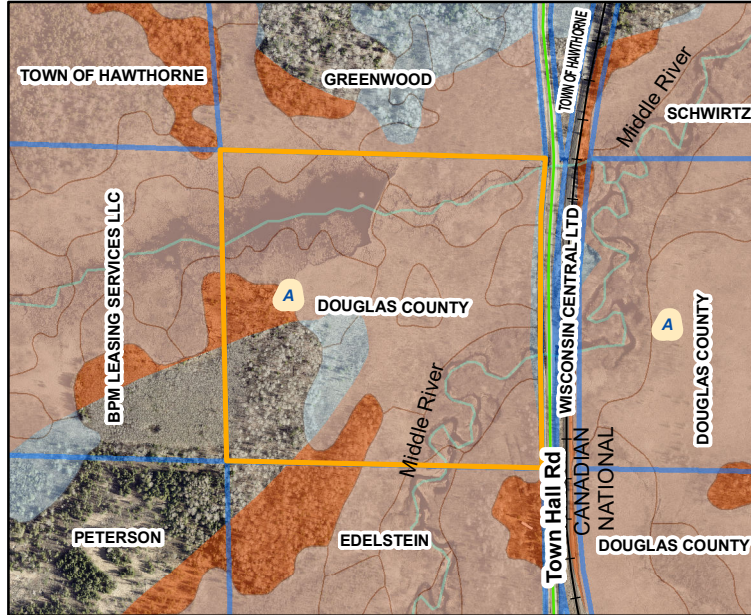 TOWN OF HAWTHORNE
GREENWOOD
TOWN OF HAWTHORNE
Middle River
SCHWIRTZ
BPM LEASING SERVICES LLC
A
DOUGLAS COUNTY
WISCONSIN CENTRAL LTD
A
DOUGLAS COUNTY
Middle River
Town Hall Rd
CANADIAN
NATIONAL
PETERSON
EDELSTEIN
DOUGLAS COUNTY